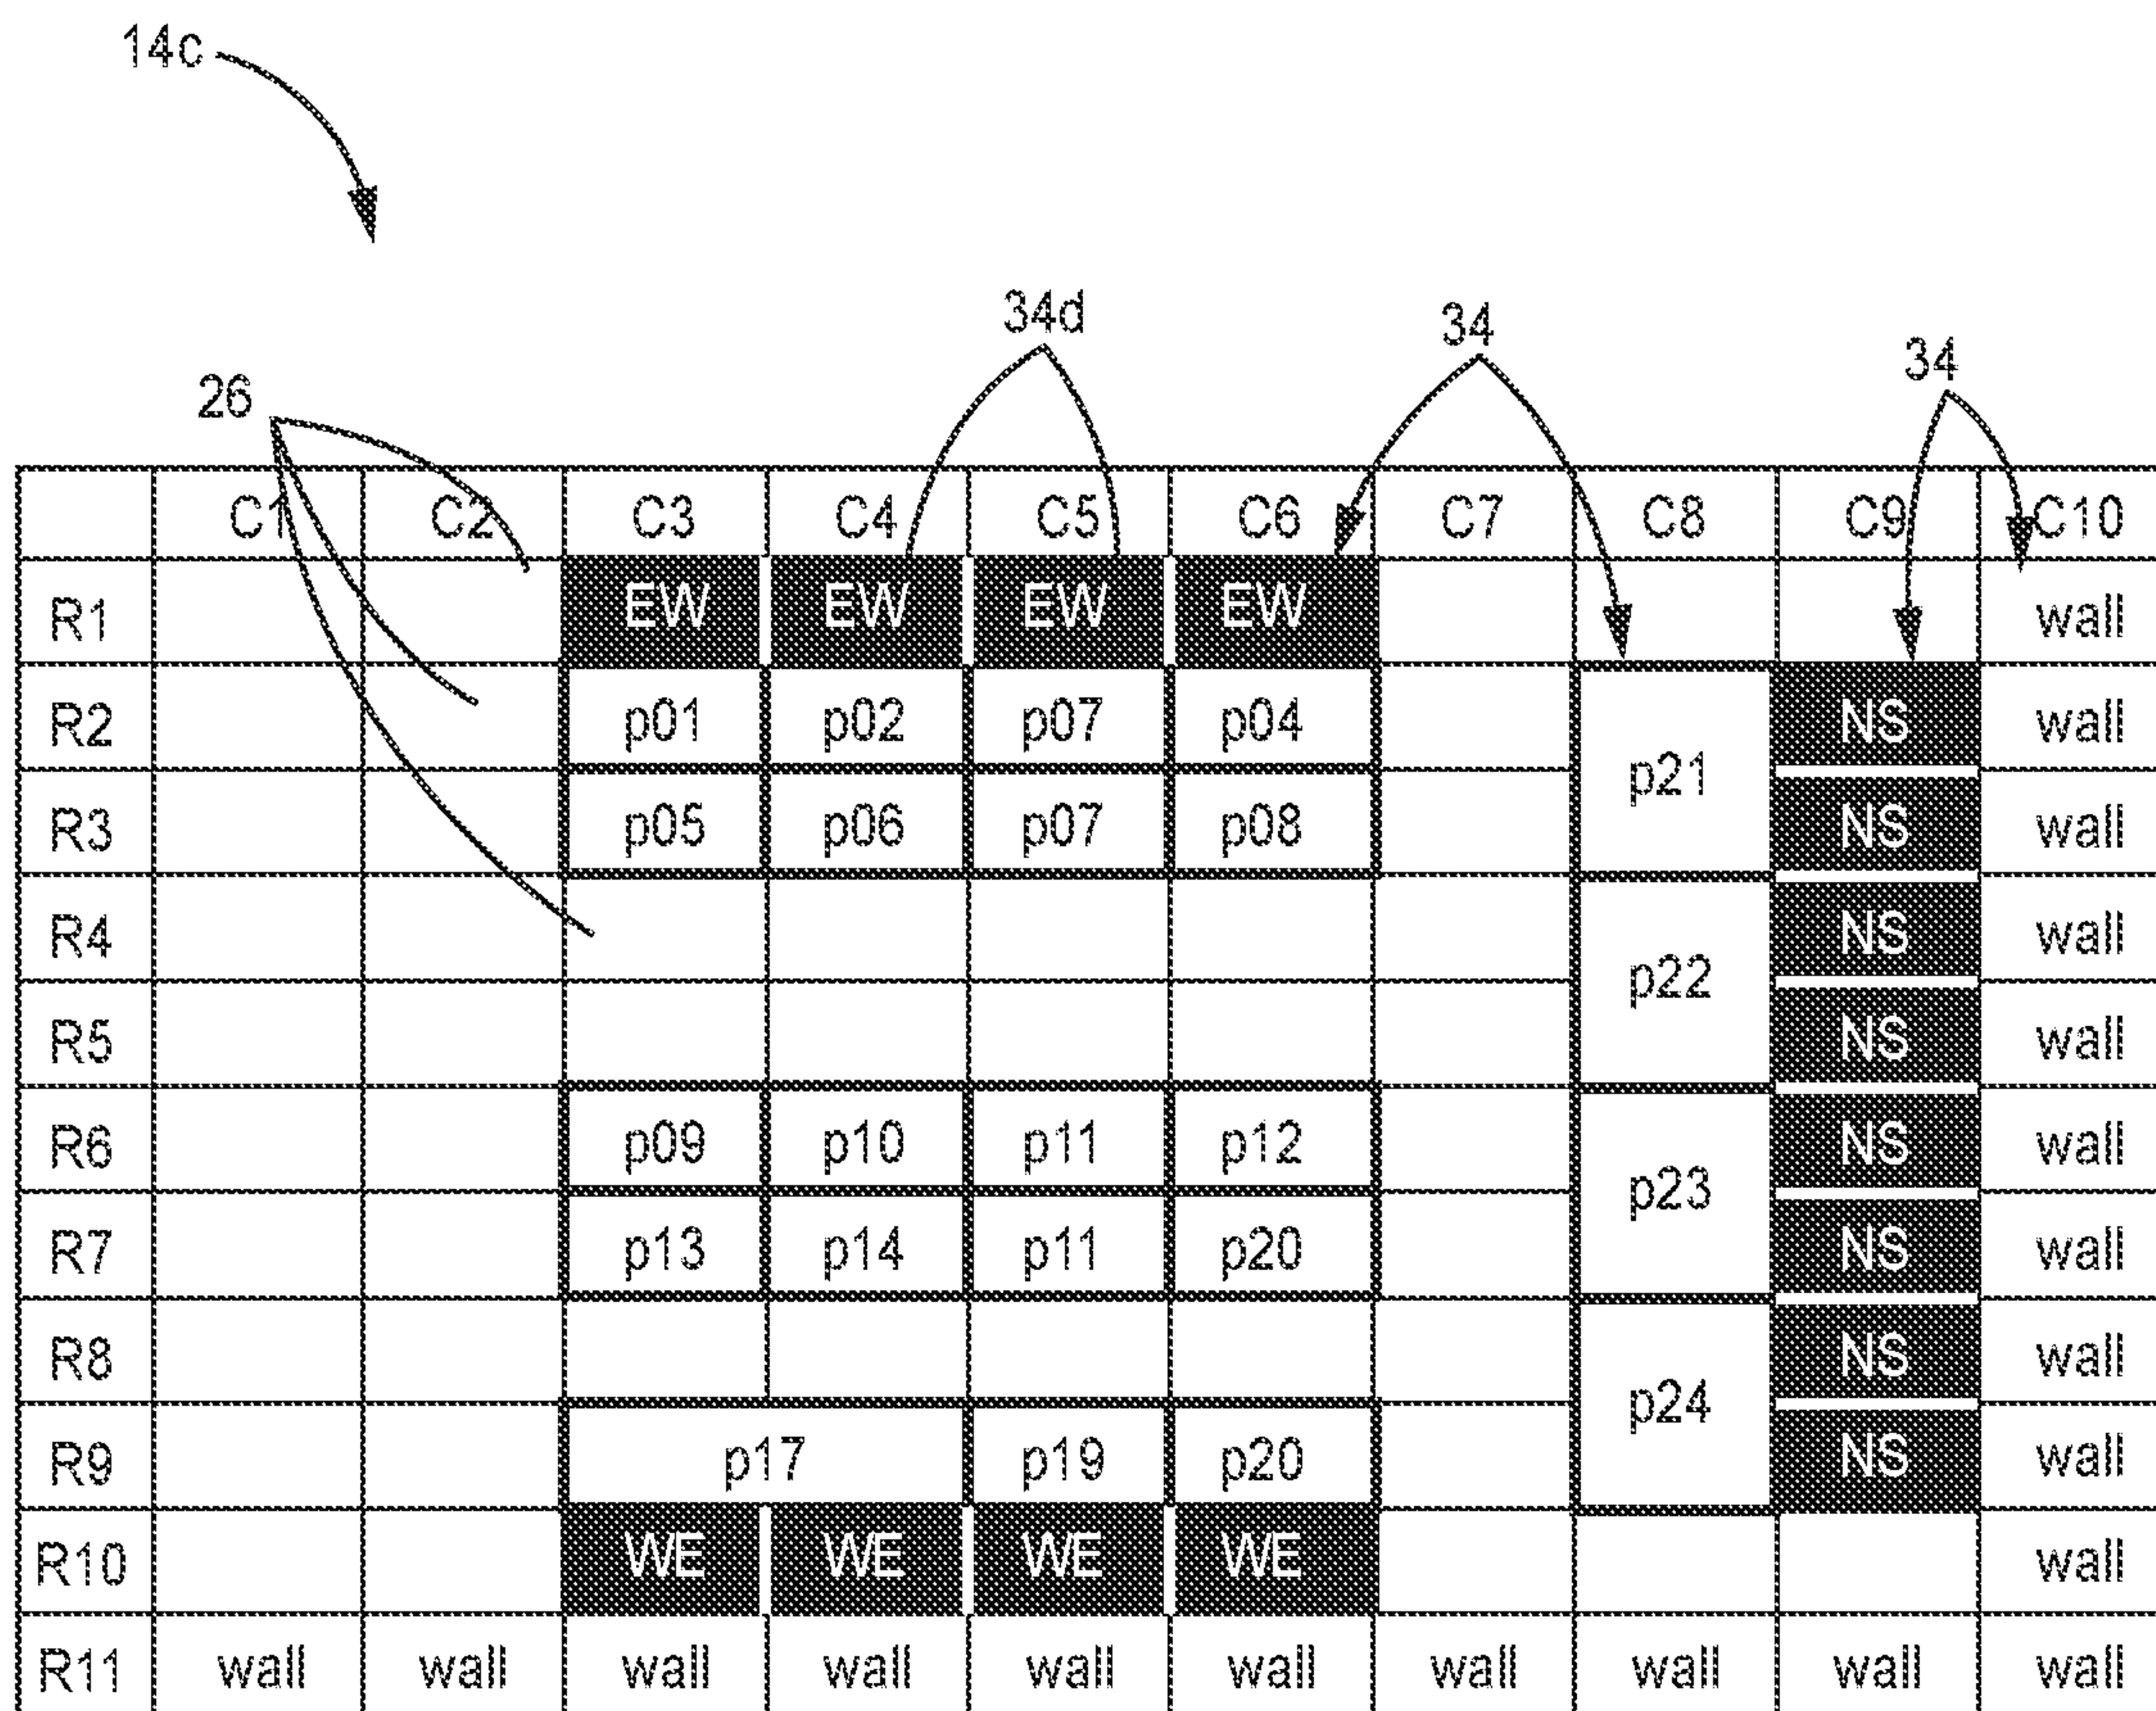 14c
34d
34
34
26
C1 C2 C3 C4 C5 C6 C7 C8 C9 C10
R1 EW EW EW EW wall
R2 p01 p02 p07 p04 p21 NS wall
R3 p05 p06 p07 p08 NS wall
R4 p22 NS wall
R5 NS wall
R6 p09 p10 p11 p12 p23 NS wall
R7 p13 p14 p11 p20 NS wall
R8 p24 NS wall
R9 p17 p19 p20 NS wall
R10 WE WE WE WE wall
R11 wall wall wall wall wall wall wall wall wall wall